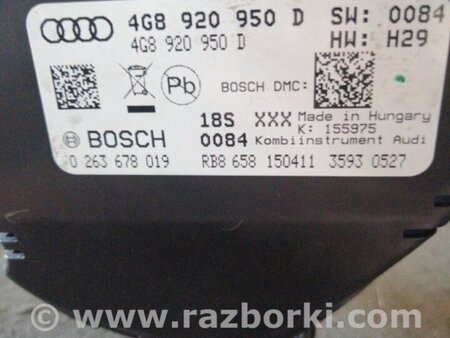 4G8 920 950 D SW: 0084
4G8 920 950 D HW: H29
Pb BOSCH DMC:
18S XXX Made in Hungary
K: 155975
BOSCH 0084 Kombiinstrument Audi
0 263 678 019 RB8 658 150411 3593 0527
www.razborki.com